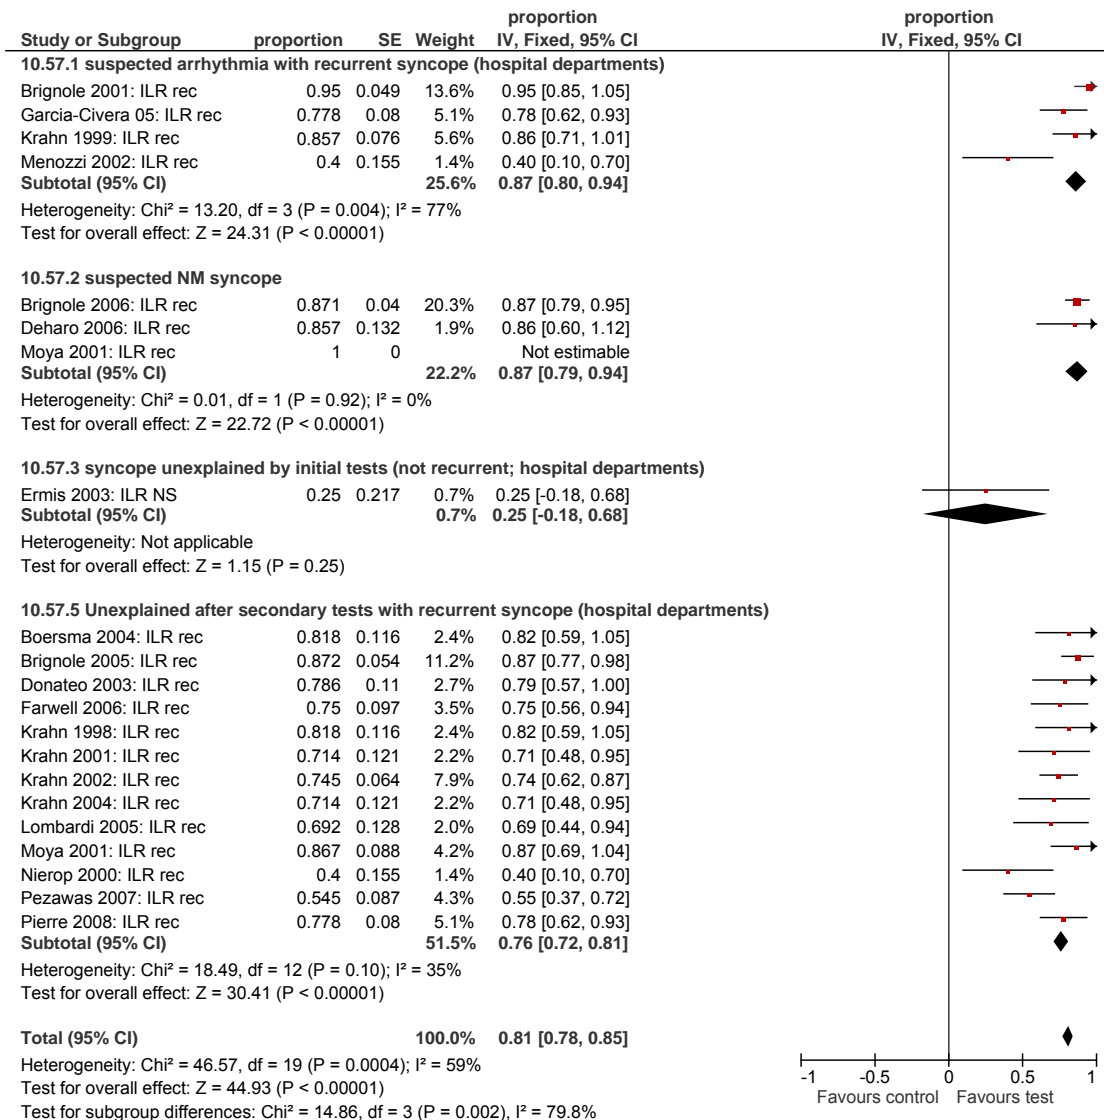 proportion proportion
Study or Subgroup proportion SE Weight IV, Fixed, 95% CI IV, Fixed, 95% CI
10.57.1 suspected arrhythmia with recurrent syncope (hospital departments)
Brignole 2001: ILR rec 0.95 0.049 13.6% 0.95 [0.85, 1.05]
Garcia-Civera 05: ILR rec 0.778 0.08 5.1% 0.78 [0.62, 0.93]
Krahn 1999: ILR rec 0.857 0.076 5.6% 0.86 [0.71, 1.01]
Menozzi 2002: ILR rec 0.4 0.155 1.4% 0.40 [0.10, 0.70]
Subtotal (95% CI) 25.6% 0.87 [0.80, 0.94]
Heterogeneity: Chi² = 13.20, df = 3 (P = 0.004); I² = 77%
Test for overall effect: Z = 24.31 (P < 0.00001)
10.57.2 suspected NM syncope
Brignole 2006: ILR rec 0.871 0.04 20.3% 0.87 [0.79, 0.95]
Deharo 2006: ILR rec 0.857 0.132 1.9% 0.86 [0.60, 1.12]
Moya 2001: ILR rec 1 0 Not estimable
Subtotal (95% CI) 22.2% 0.87 [0.79, 0.94]
Heterogeneity: Chi² = 0.01, df = 1 (P = 0.92); I² = 0%
Test for overall effect: Z = 22.72 (P < 0.00001)
10.57.3 syncope unexplained by initial tests (not recurrent; hospital departments)
Ermis 2003: ILR NS 0.25 0.217 0.7% 0.25 [-0.18, 0.68]
Subtotal (95% CI) 0.7% 0.25 [-0.18, 0.68]
Heterogeneity: Not applicable
Test for overall effect: Z = 1.15 (P = 0.25)
10.57.5 Unexplained after secondary tests with recurrent syncope (hospital departments)
Boersma 2004: ILR rec 0.818 0.116 2.4% 0.82 [0.59, 1.05]
Brignole 2005: ILR rec 0.872 0.054 11.2% 0.87 [0.77, 0.98]
Donateo 2003: ILR rec 0.786 0.11 2.7% 0.79 [0.57, 1.00]
Farwell 2006: ILR rec 0.75 0.097 3.5% 0.75 [0.56, 0.94]
Krahn 1998: ILR rec 0.818 0.116 2.4% 0.82 [0.59, 1.05]
Krahn 2001: ILR rec 0.714 0.121 2.2% 0.71 [0.48, 0.95]
Krahn 2002: ILR rec 0.745 0.064 7.9% 0.74 [0.62, 0.87]
Krahn 2004: ILR rec 0.714 0.121 2.2% 0.71 [0.48, 0.95]
Lombardi 2005: ILR rec 0.692 0.128 2.0% 0.69 [0.44, 0.94]
Moya 2001: ILR rec 0.867 0.088 4.2% 0.87 [0.69, 1.04]
Nierop 2000: ILR rec 0.4 0.155 1.4% 0.40 [0.10, 0.70]
Pezawas 2007: ILR rec 0.545 0.087 4.3% 0.55 [0.37, 0.72]
Pierre 2008: ILR rec 0.778 0.08 5.1% 0.78 [0.62, 0.93]
Subtotal (95% CI) 51.5% 0.76 [0.72, 0.81]
Heterogeneity: Chi² = 18.49, df = 12 (P = 0.10); I² = 35%
Test for overall effect: Z = 30.41 (P < 0.00001)
Total (95% CI) 100.0% 0.81 [0.78, 0.85]
Heterogeneity: Chi² = 46.57, df = 19 (P = 0.0004); I² = 59%
Test for overall effect: Z = 44.93 (P < 0.00001)
Test for subgroup differences: Chi² = 14.86, df = 3 (P = 0.002), I² = 79.8%
-1 -0.5 0 0.5 1
Favours control Favours test